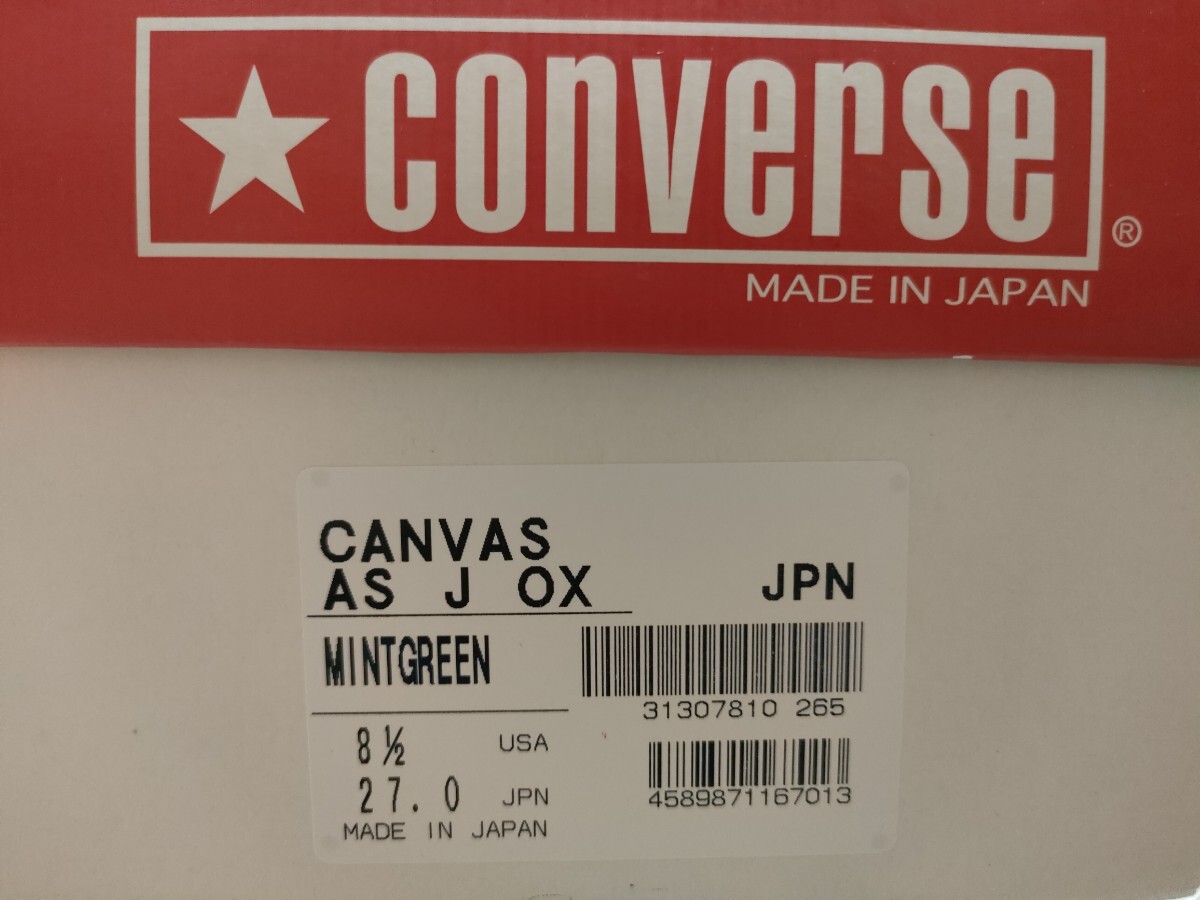 ★ converse ®
MADE IN JAPAN
CANVAS
AS J OX
JPN
MINTGREEN
31307810 265
8½ USA
27.0 JPN
4589871167013
MADE IN JAPAN